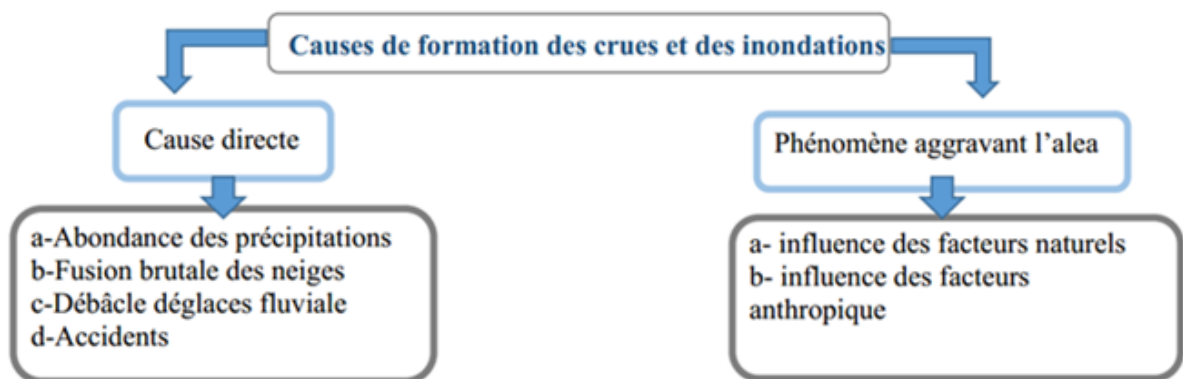 Causes de formation des crues et des inondations
Cause directe
a-Abondance des précipitations
b-Fusion brutale des neiges
c-Débâcle déglaces fluviale
d-Accidents
Phénomène aggravant l’alea
a- influence des facteurs naturels
b- influence des facteurs
anthropique